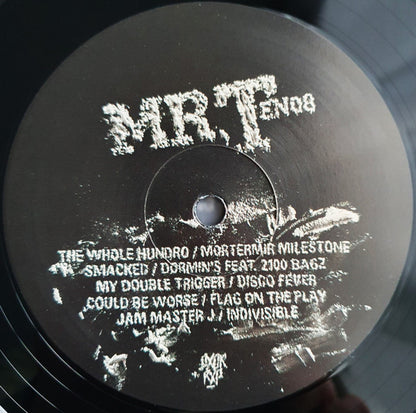 MR.TEN08
THE WHOLE HUNDRO / MORTERMIR MILESTONE
SMACKED / DORMIN'S FEAT. 2100 BAGZ
MY DOUBLE TRIGGER / DISCO FEVER
COULD BE WORSE / FLAG ON THE PLAY
JAM MASTER J / INDIVISIBLE